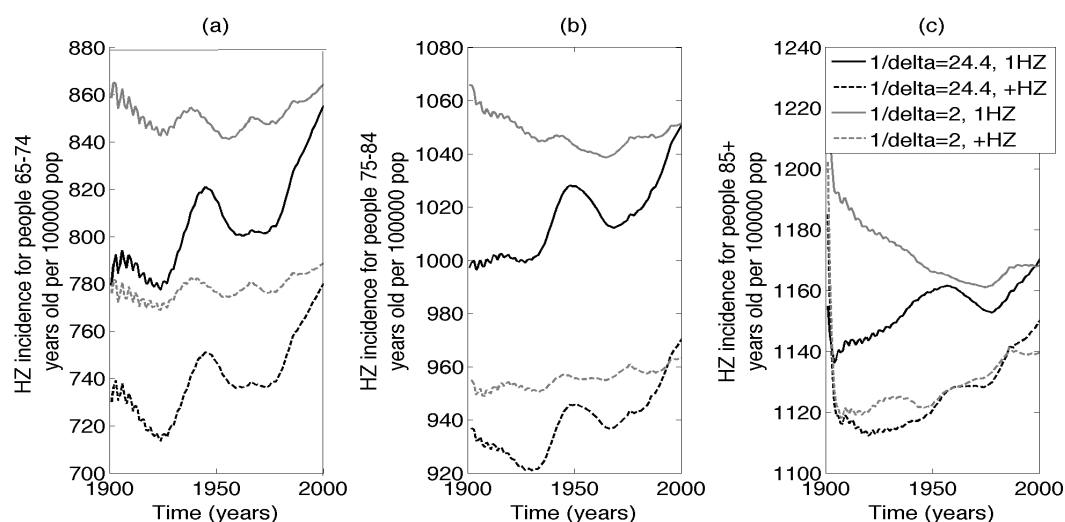 (a)
HZ incidence for people 65-74
years old per 100000 pop
880
860
840
820
800
780
760
740
720
700
1900
1950
2000
Time (years)
(b)
HZ incidence for people 75-84
years old per 100000 pop
1080
1060
1040
1020
1000
980
960
940
920
1900
1950
2000
Time (years)
(c)
HZ incidence for people 85+
years old per 100000 pop
1240
1220
1200
1180
1160
1140
1120
1100
1900
1950
2000
Time (years)
1/delta=24.4, 1HZ
1/delta=24.4, +HZ
1/delta=2, 1HZ
1/delta=2, +HZ